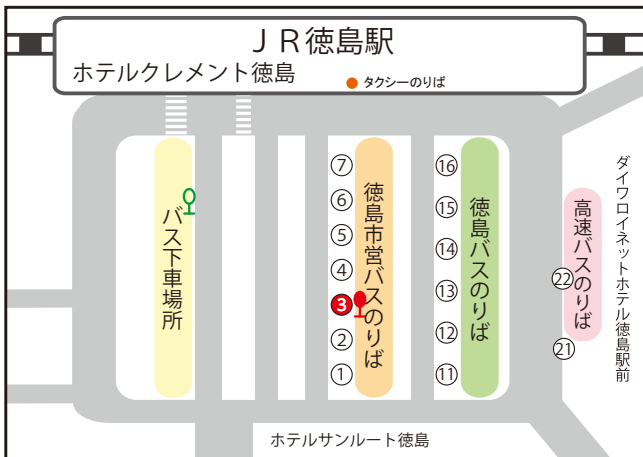 JR徳島駅
ホテルクレメント徳島
タクシーのりば
バス下車場所
⑦
⑥
⑤
④
3
②
①
徳島市営バスのりば
⑯
⑮
⑭
⑬
⑫
⑪
徳島バスのりば
㉒
㉑
高速バスのりば
ダイワロイネットホテル徳島駅前
ホテルサンルート徳島